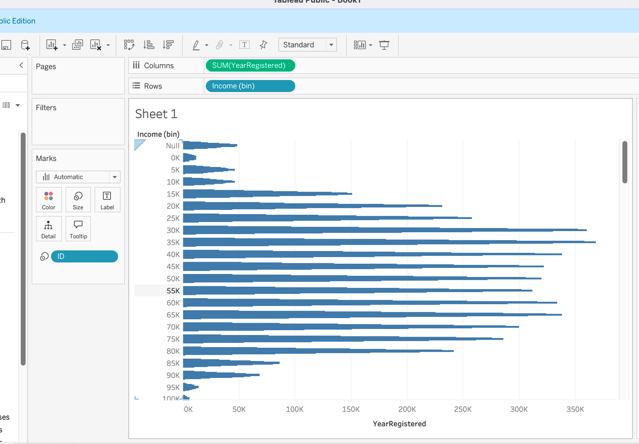 Tableau Public - Book1
blic Edition
Standard
Pages
Columns
SUM(YearRegistered)
Rows
Income (bin)
Filters
Sheet 1
Income (bin)
Null
0K
5K
10K
15K
20K
25K
30K
35K
40K
45K
50K
55K
60K
65K
70K
75K
80K
85K
90K
95K
100K
Marks
Automatic
Color
Size
Label
Detail
Tooltip
ID
0K
50K
100K
150K
200K
250K
300K
350K
YearRegistered
th
ses
s